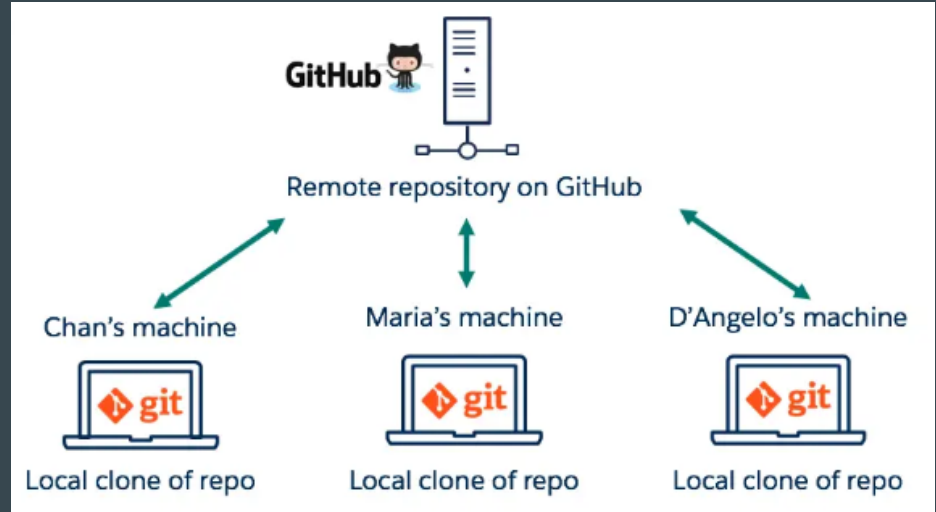 GitHub
Remote repository on GitHub
Chan's machine
Maria's machine
D'Angelo's machine
git
git
git
Local clone of repo
Local clone of repo
Local clone of repo